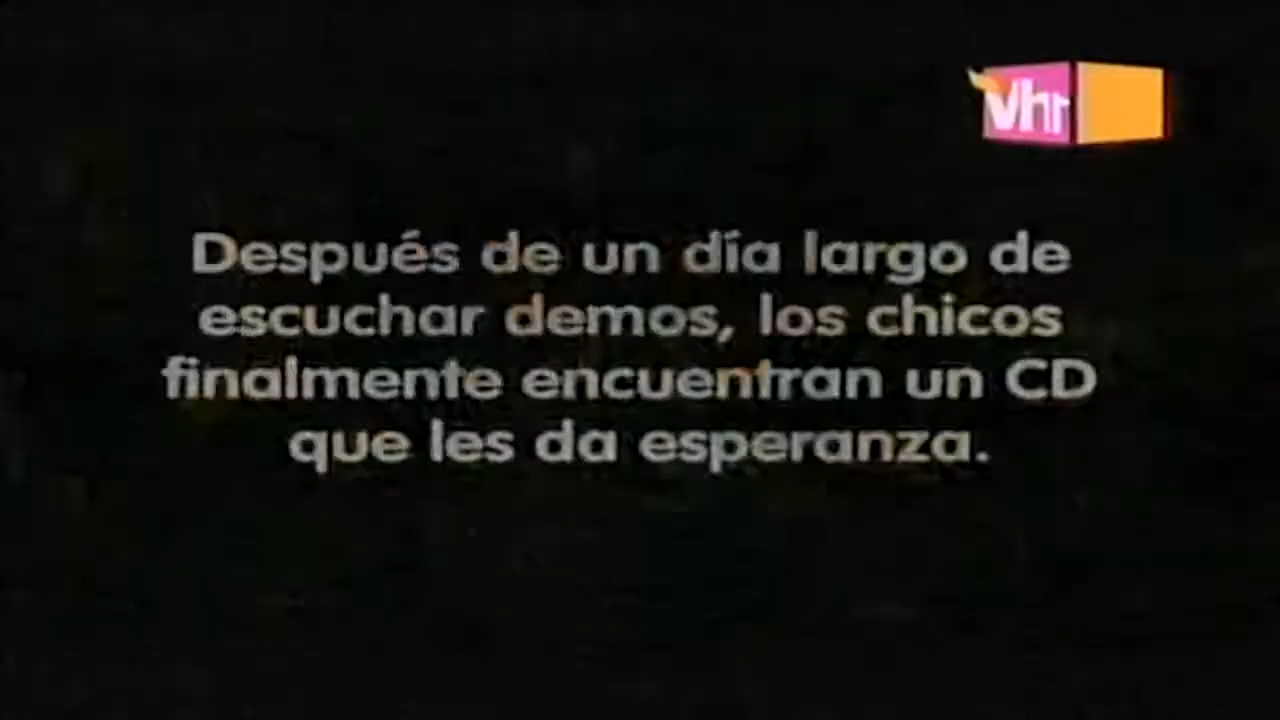 vh1
Después de un día largo de
escuchar demos, los chicos
finalmente encuentran un CD
que les da esperanza.